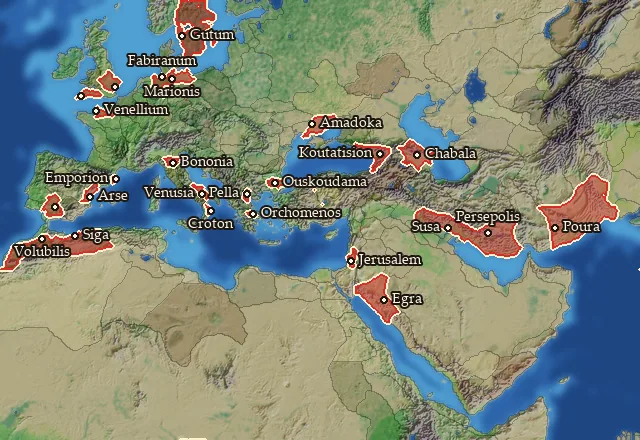 Gutum
Fabiranum
Marionis
Venellium
Amadoka
Koutatision
Chabala
Bononia
Emporion
Arse
Venusia
Pella
Ouskoudama
Croton
Orchomenos
Persepolis
Susa
Poura
Siga
Volubilis
Jerusalem
Egra